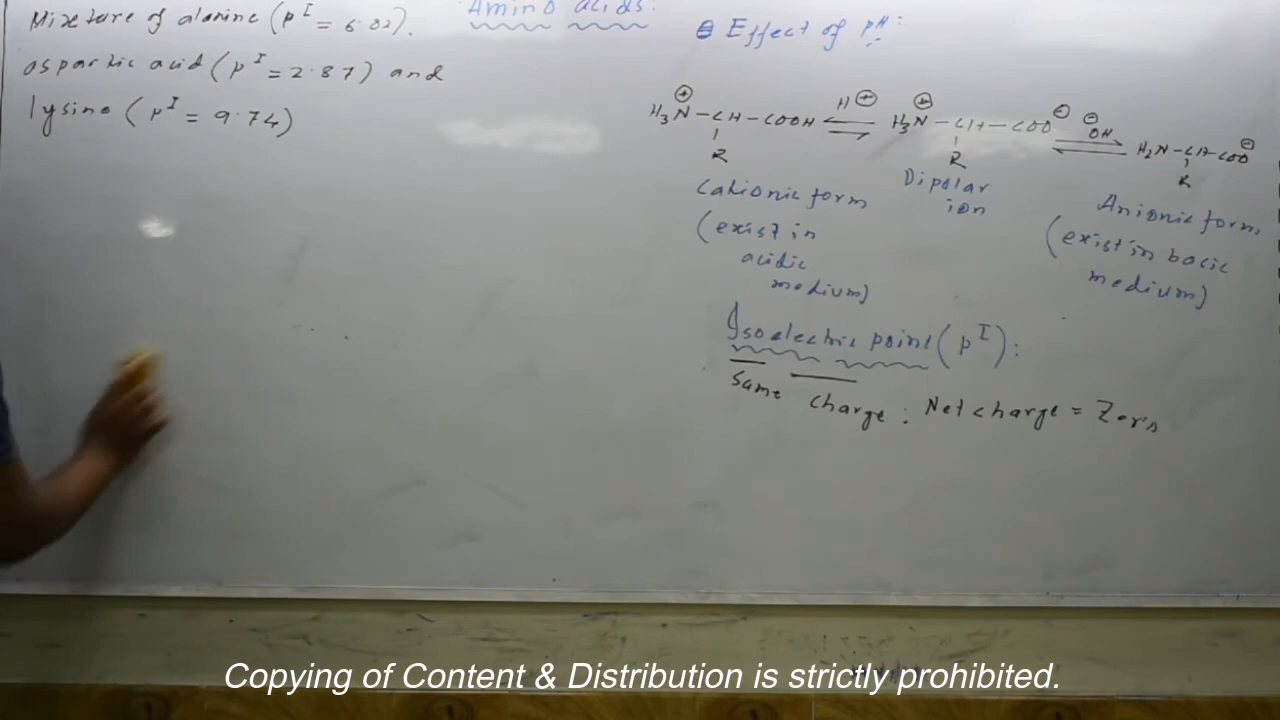 Mixture of alanine (pI = 6.02).
aspartic acid (pI = 2.87) and
lysine (pI = 9.74)
Amino acids:
Effect of pH:
H3N⊕ – CH – COOH ⇌ H⊕ H3N⊕ – CH – COO⊖ ⊖OH ⇌ H2N – CH – COO⊖
R R R
Cationic form
(exist in
acidic
medium)
Dipolar
ion
Anionic form,
(exist in basic
medium)
Isoelectric point (pI):
Same charge: Net charge = Zero
Copying of Content & Distribution is strictly prohibited.